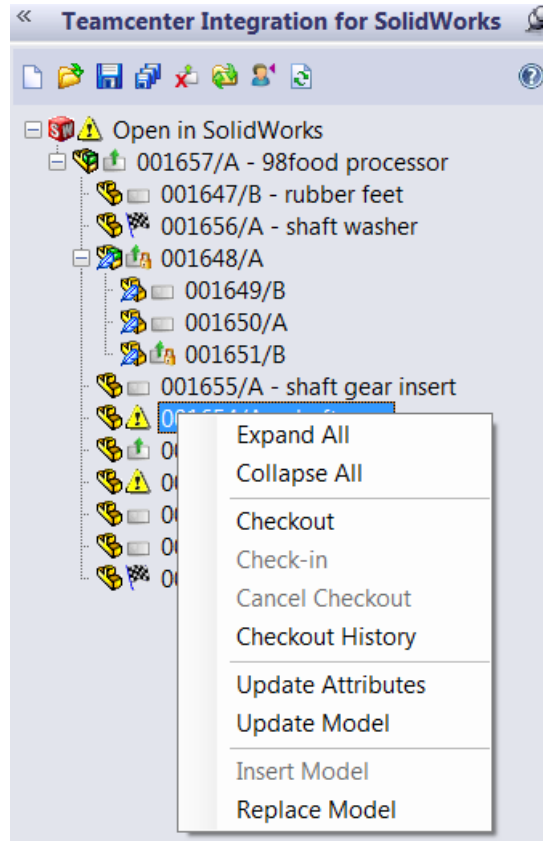 Teamcenter Integration for SolidWorks
Open in SolidWorks
001657/A - 98food processor
001647/B - rubber feet
001656/A - shaft washer
001648/A
001649/B
001650/A
001651/B
001655/A - shaft gear insert
Expand All
Collapse All
Checkout
Check-in
Cancel Checkout
Checkout History
Update Attributes
Update Model
Insert Model
Replace Model